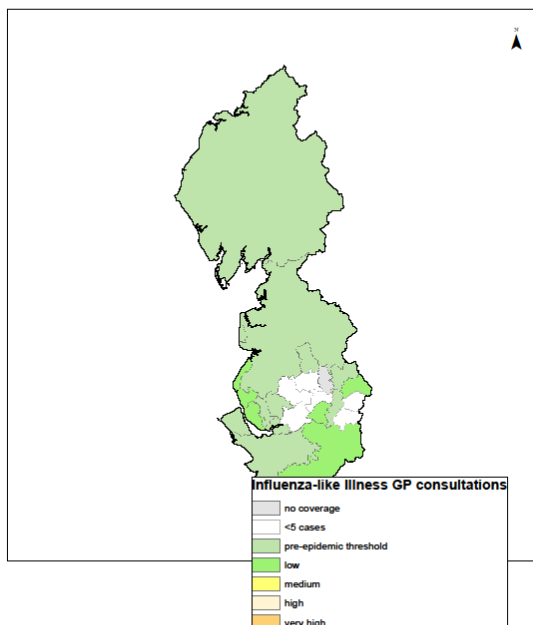 N
Influenza-like Illness GP consultations
no coverage
<5 cases
pre-epidemic threshold
low
medium
high
very high